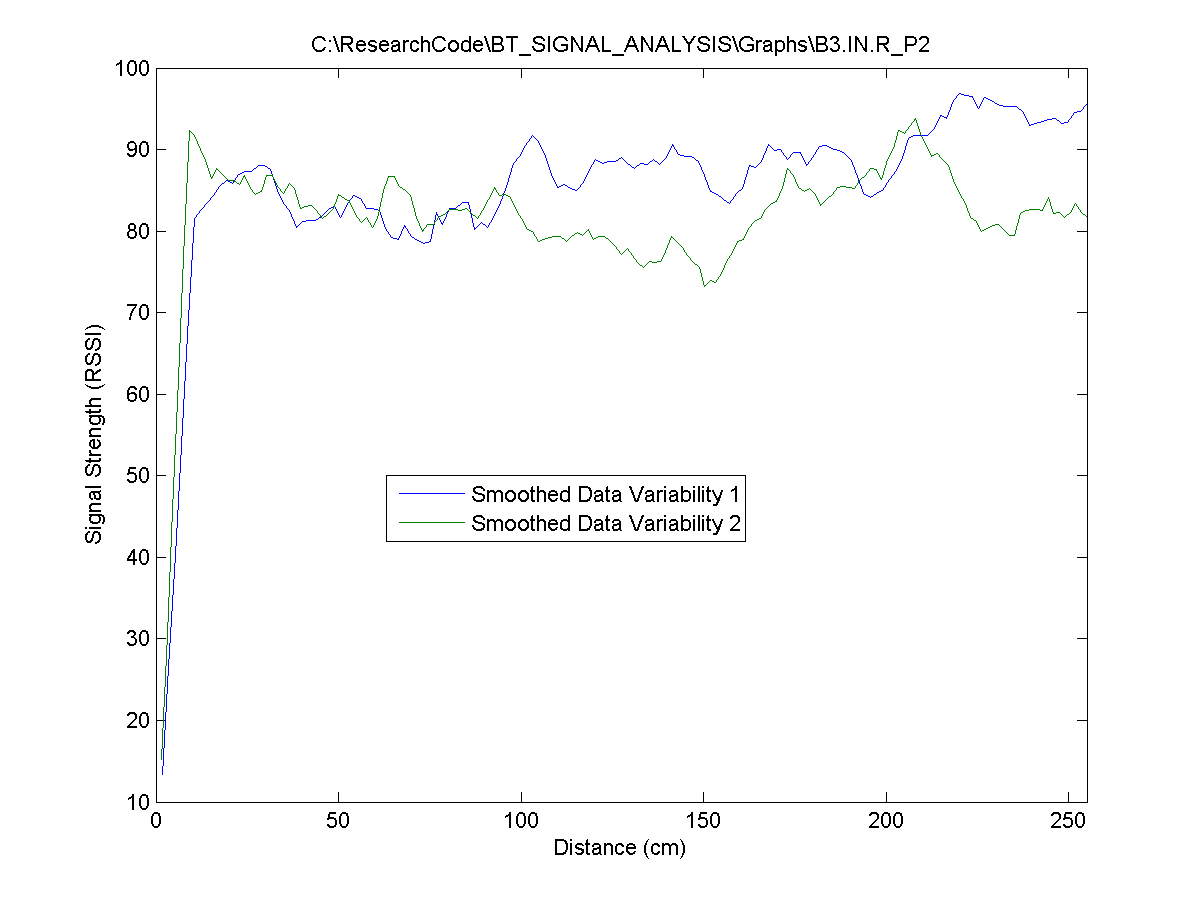 C:\ResearchCode\BT_SIGNAL_ANALYSIS\Graphs\B3.IN.R_P2
100
90
80
70
60
50
40
30
20
10
Signal Strength (RSSI)
Smoothed Data Variability 1
Smoothed Data Variability 2
0 50 100 150 200 250
Distance (cm)